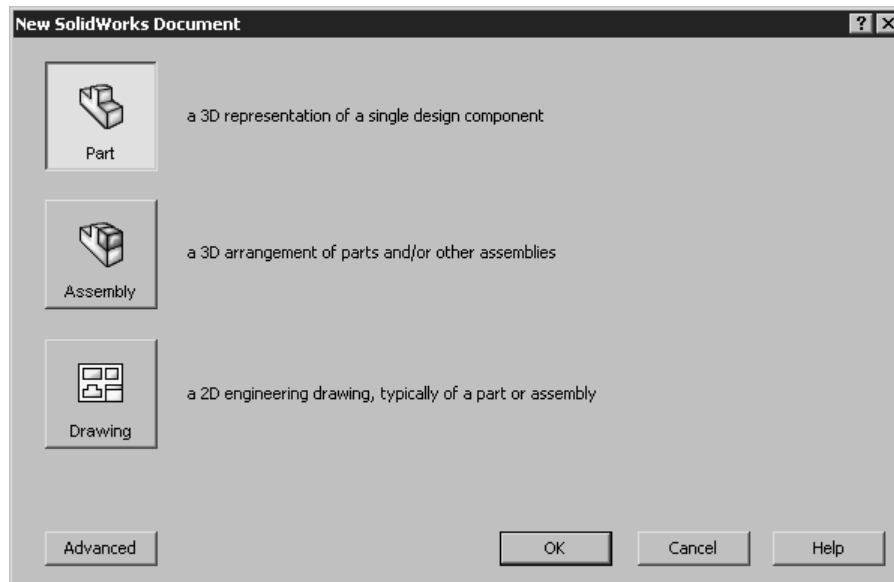 New SolidWorks Document
a 3D representation of a single design component
Part
a 3D arrangement of parts and/or other assemblies
Assembly
a 2D engineering drawing, typically of a part or assembly
Drawing
Advanced
OK
Cancel
Help